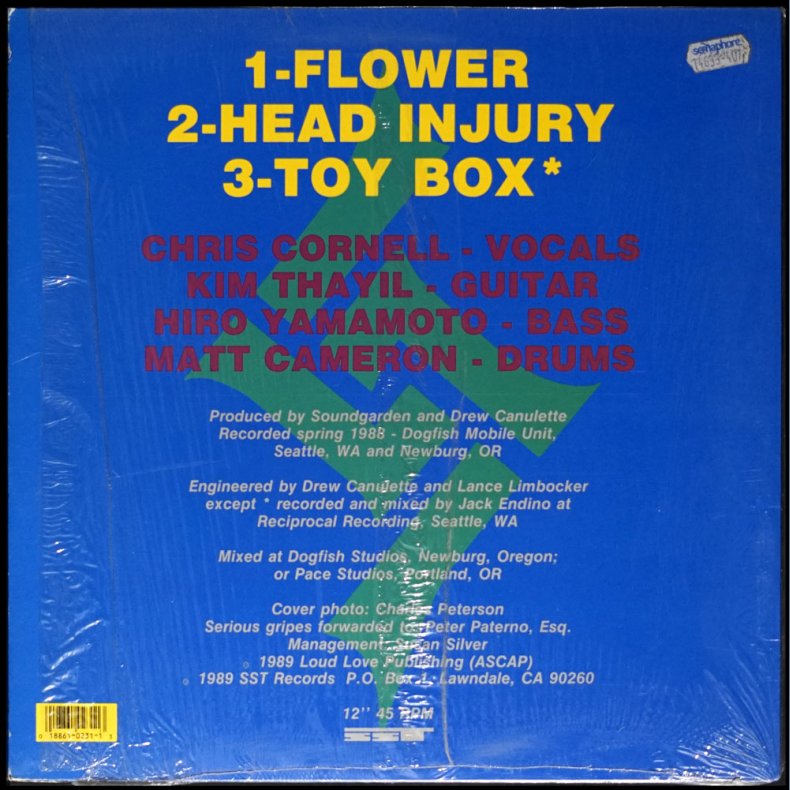 semaphore
1-FLOWER
2-HEAD INJURY
3-TOY BOX*
CHRIS CORNELL - VOCALS
KIM THAYIL - GUITAR
HIRO YAMAMOTO - BASS
MATT CAMERON - DRUMS
Produced by Soundgarden and Drew Canulette
Recorded spring 1988 - Dogfish Mobile Unit,
Seattle, WA and Newburg, OR
Engineered by Drew Canulette and Lance Limbocker
except * recorded and mixed by Jack Endino at
Reciprocal Recording, Seattle, WA
Mixed at Dogfish Studios, Newburg, Oregon;
or Pace Studios, Portland, OR
Cover photo: Charles Peterson
Serious gripes forwarded to: Peter Paterno, Esq.
Management: Susan Silver
© 1989 Loud Love Publishing (ASCAP)
℗ 1989 SST Records P.O. Box 1, Lawndale, CA 90260
12'' 45 RPM
SST